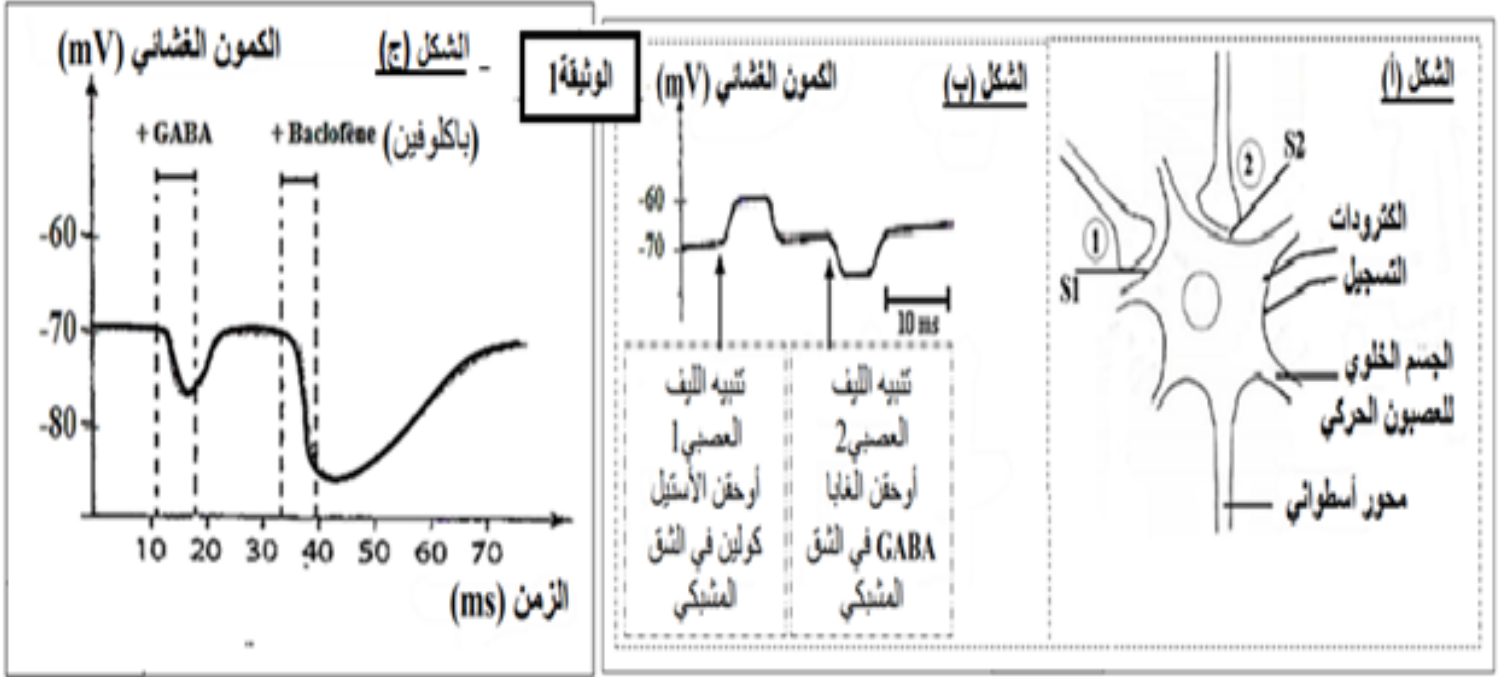 الوثيقة1
الشكل (أ)
S2
2
1
S1
الكترودات
التسجيل
الجسم الخلوي
للعصبون الحركي
محور أسطواني
الشكل (ب)
الكمون الغشائي (mV)
-60
-70
10 ms
تنبيه الليف
العصبي1
أوحقن الأستيل
كولين في الشق
المشبكي
تنبيه الليف
العصبي2
أوحقن الغابا
GABA في الشق
المشبكي
الشكل (ج)
الكمون الغشائي (mV)
+ GABA
+ Baclofène (باكلوفين)
-60
-70
-80
10 20 30 40 50 60 70
الزمن (ms)